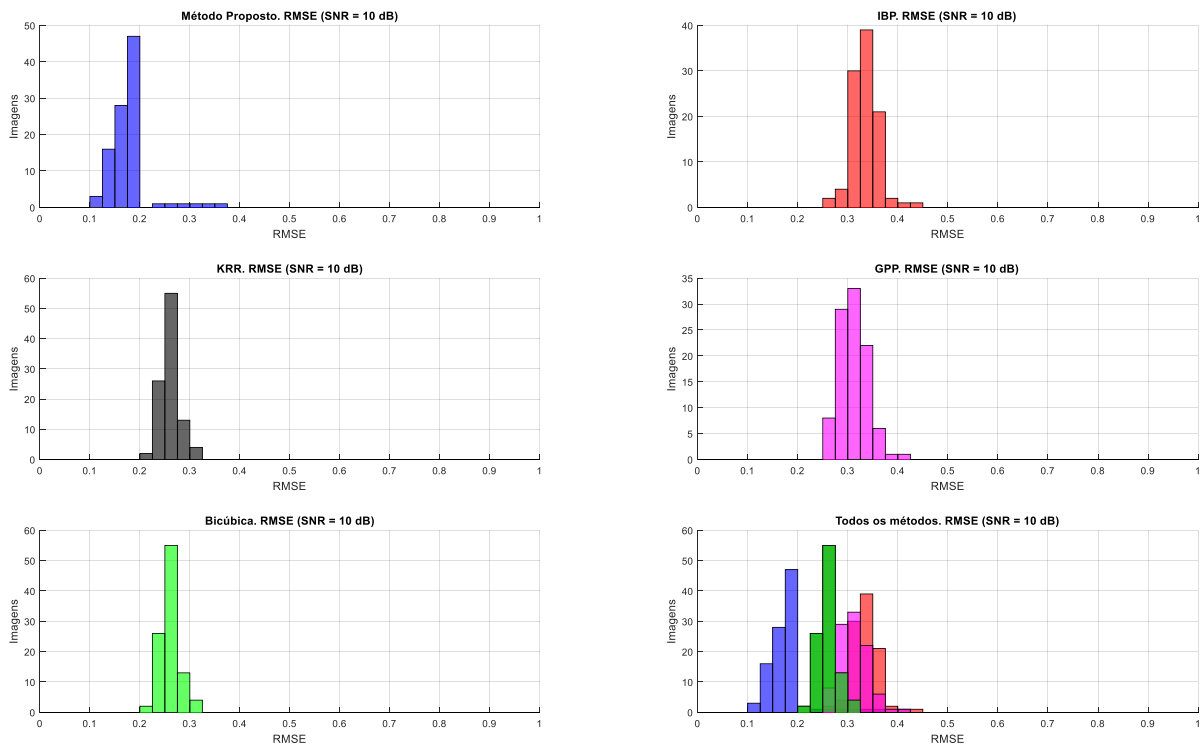 Método Proposto. RMSE (SNR = 10 dB)
Imagens
50
40
30
20
10
0
0 0.1 0.2 0.3 0.4 0.5 0.6 0.7 0.8 0.9 1
RMSE
IBP. RMSE (SNR = 10 dB)
Imagens
40
30
20
10
0
0 0.1 0.2 0.3 0.4 0.5 0.6 0.7 0.8 0.9 1
RMSE
KRR. RMSE (SNR = 10 dB)
Imagens
60
50
40
30
20
10
0
0 0.1 0.2 0.3 0.4 0.5 0.6 0.7 0.8 0.9 1
RMSE
GPP. RMSE (SNR = 10 dB)
Imagens
35
30
25
20
15
10
5
0
0 0.1 0.2 0.3 0.4 0.5 0.6 0.7 0.8 0.9 1
RMSE
Bicúbica. RMSE (SNR = 10 dB)
Imagens
60
50
40
30
20
10
0
0 0.1 0.2 0.3 0.4 0.5 0.6 0.7 0.8 0.9 1
RMSE
Todos os métodos. RMSE (SNR = 10 dB)
Imagens
60
50
40
30
20
10
0
0 0.1 0.2 0.3 0.4 0.5 0.6 0.7 0.8 0.9 1
RMSE